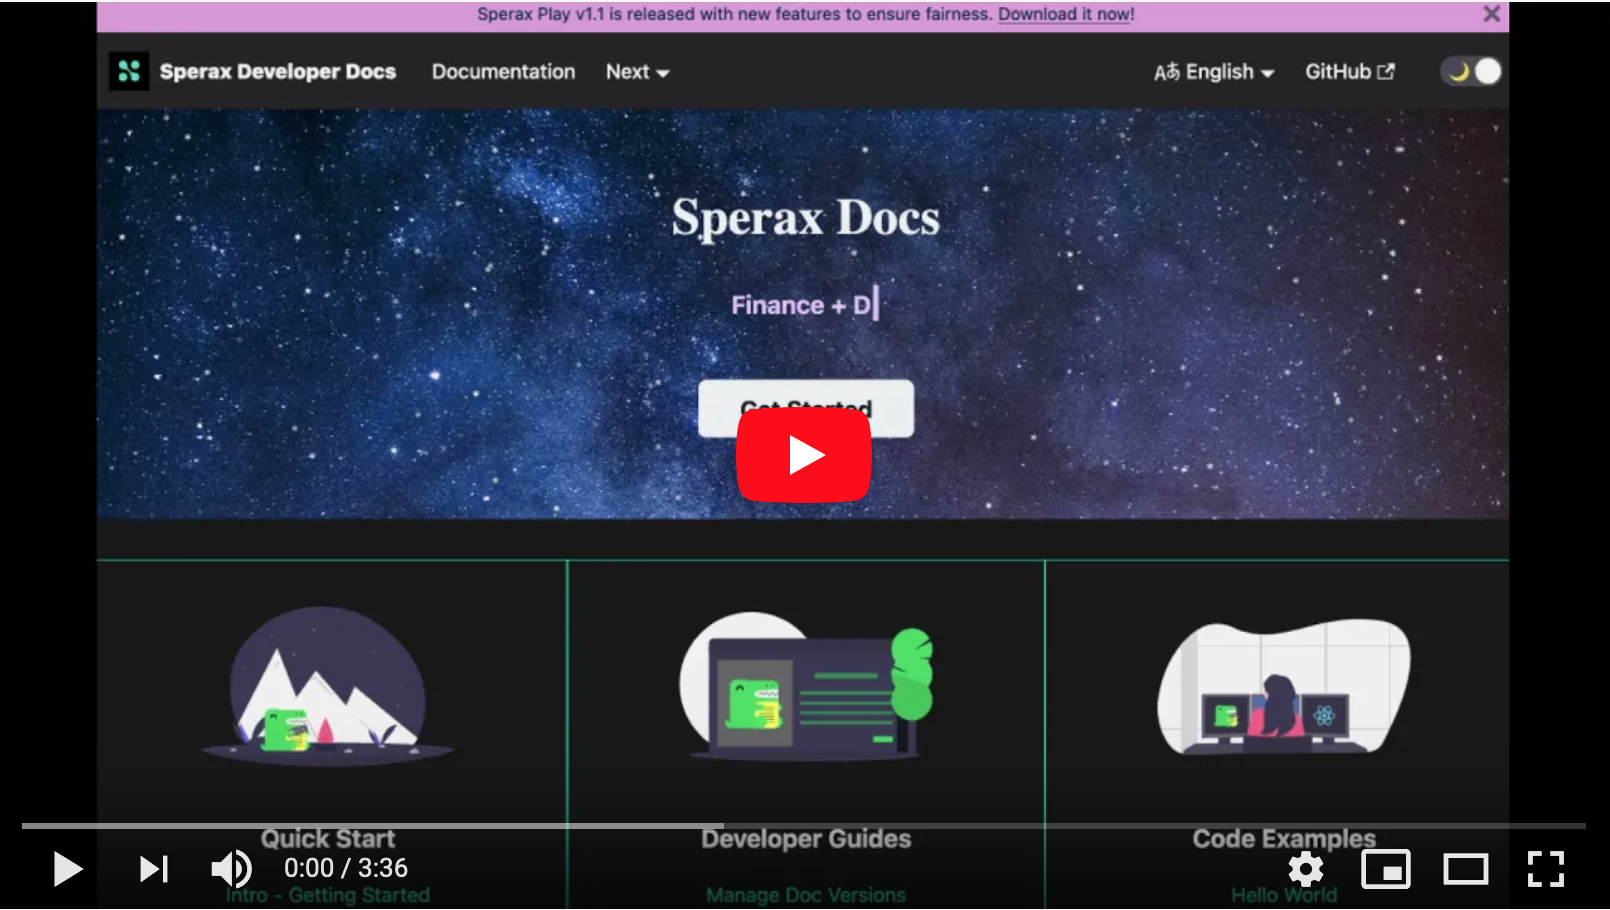 Sperax Play v1.1 is released with new features to ensure fairness. Download it now!
Sperax Developer Docs Documentation Next Aあ English GitHub
Sperax Docs
Finance + D
Get Started
Quick Start
Developer Guides
Code Examples
0:00 / 3:36
Intro - Getting Started
Manage Doc Versions
Hello World